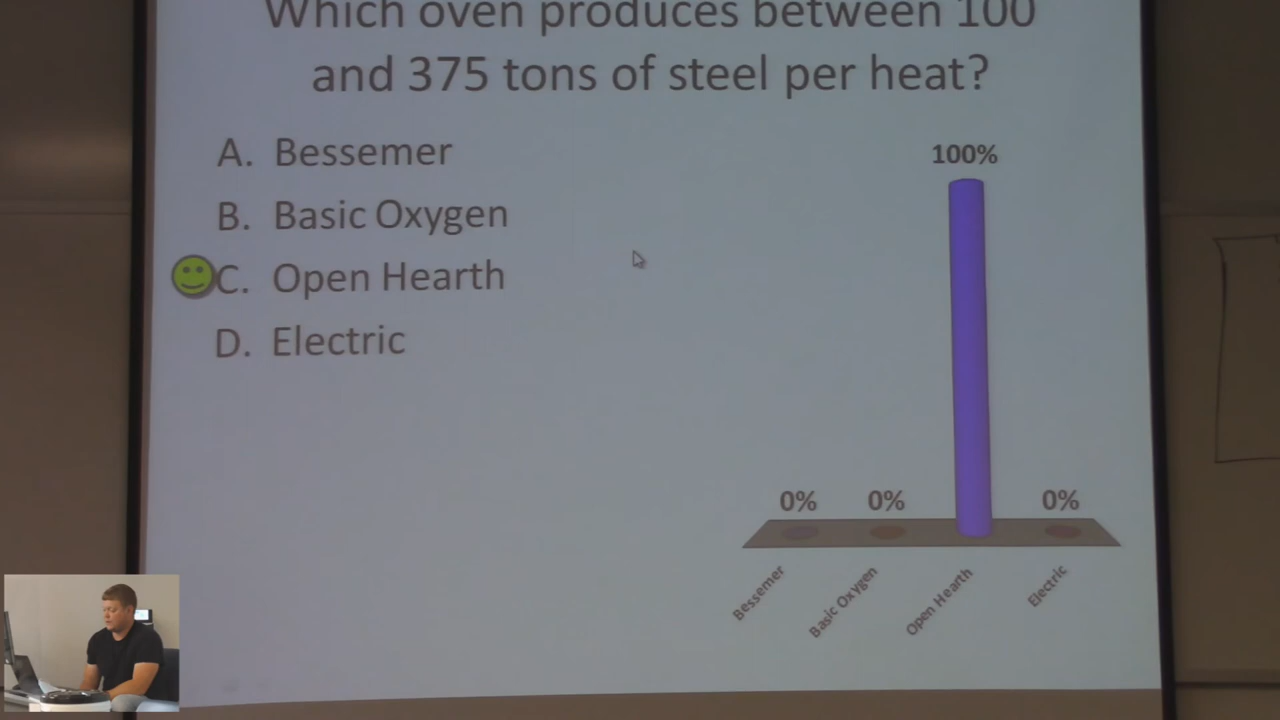 Which oven produces between 100
and 375 tons of steel per heat?
A. Bessemer
B. Basic Oxygen
C. Open Hearth
D. Electric
100%
0%
0%
0%
Bessemer
Basic Oxygen
Open Hearth
Electric